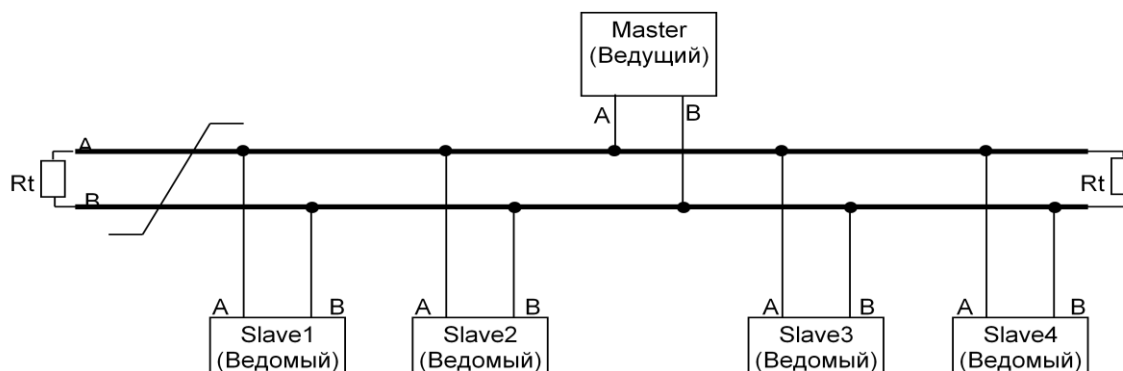 Master
(Ведущий)
A B
A
Rt Rt
B
A B A B A B A B
Slave1 Slave2 Slave3 Slave4
(Ведомый) (Ведомый) (Ведомый) (Ведомый)